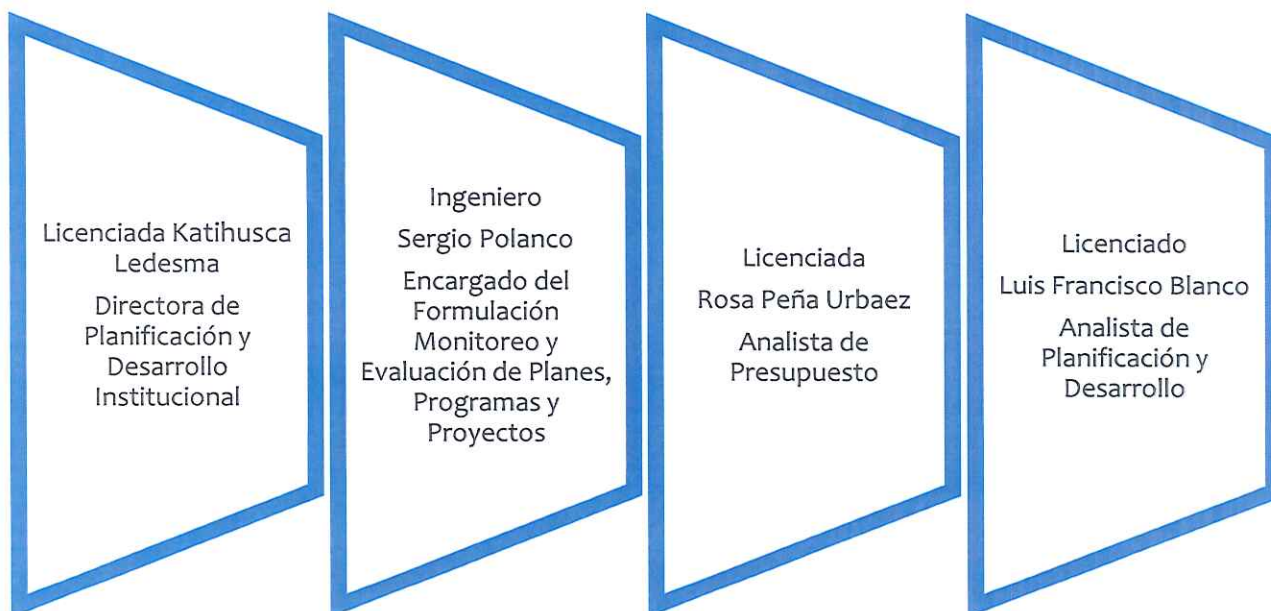 Licenciada Katihusca
Ledesma
Directora de
Planificación y
Desarrollo
Institucional
Ingeniero
Sergio Polanco
Encargado del
Formulación
Monitoreo y
Evaluación de Planes,
Programas y
Proyectos
Licenciada
Rosa Peña Urbaez
Analista de
Presupuesto
Licenciado
Luis Francisco Blanco
Analista de
Planificación y
Desarrollo